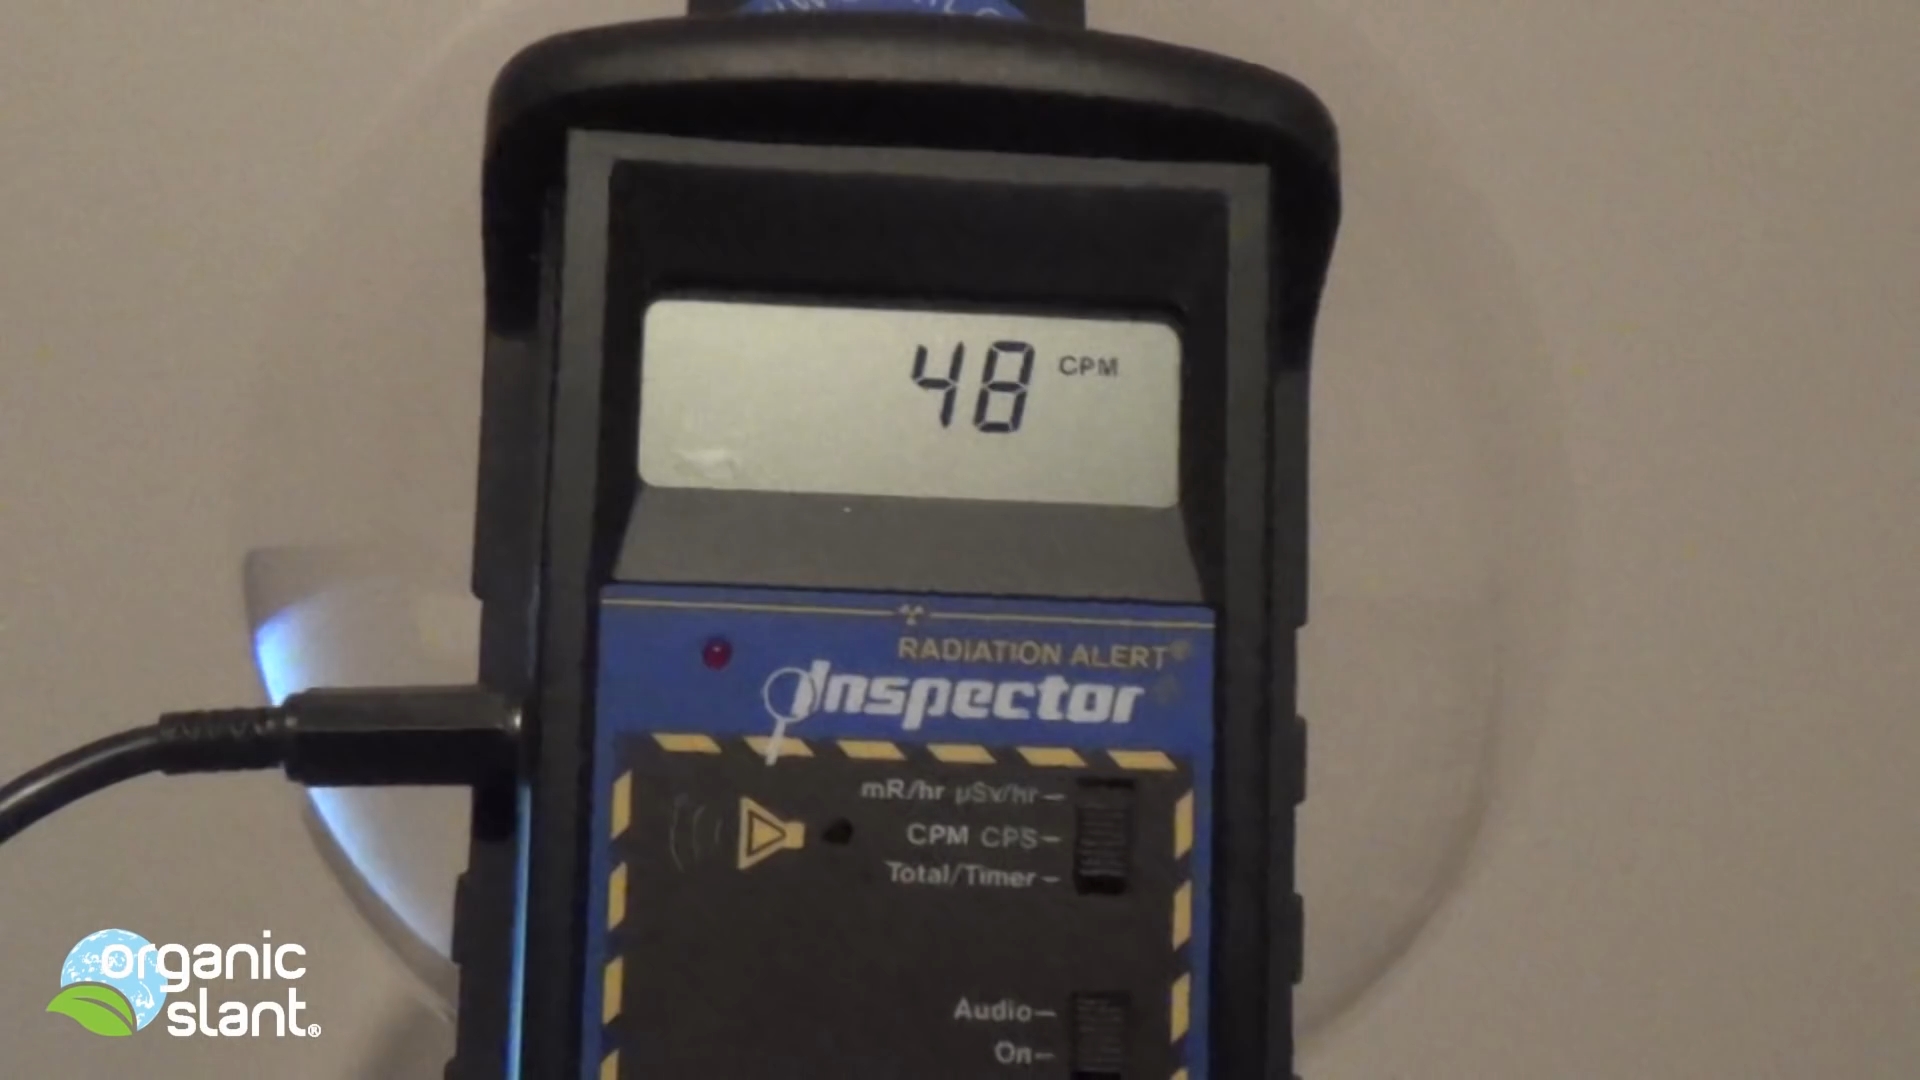 48 CPM
RADIATION ALERT®
Inspector
mR/hr µSv/hr
CPM CPS
Total/Timer
Audio
On
organic
slant.®